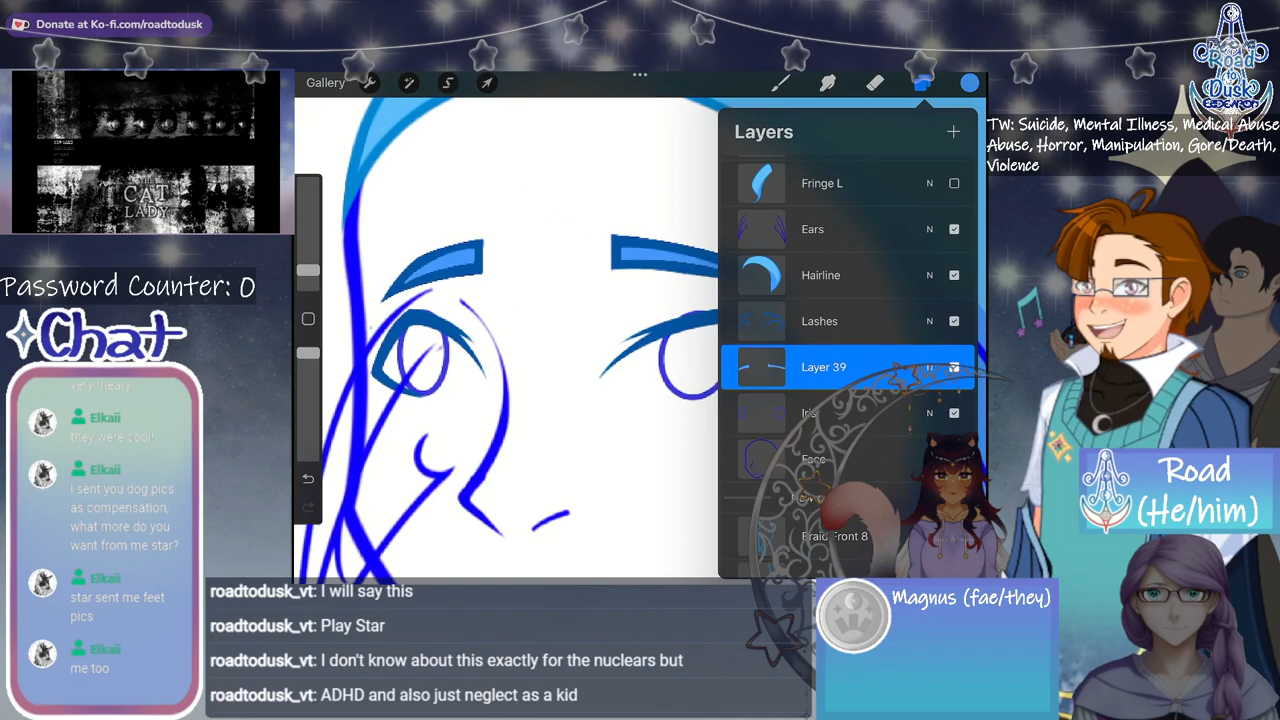 Donate at Ko-fi.com/roadtodusk
Road
to
Dusk
Gallery
Layers
TW: Suicide, Mental Illness, Medical Abuse
Abuse, Horror, Manipulation, Gore/Death,
Violence
Fringe L
N
Ears
N
Hairline
N
Lashes
N
Layer 39
N
Iris
N
Face
Braid Front 8
CAT
LADY
Password Counter: 0
Chat
very meaty
Elkaii
they were cool!
Elkaii
i sent you dog pics
as compensation,
what more do you
want from me star?
Elkaii
star sent me feet
pics
Elkaii
me too
roadtodusk_vt: I will say this
roadtodusk_vt: Play Star
roadtodusk_vt: I don't know about this exactly for the nuclears but
roadtodusk_vt: ADHD and also just neglect as a kid
Magnus (fae/they)
Road
(He/him)